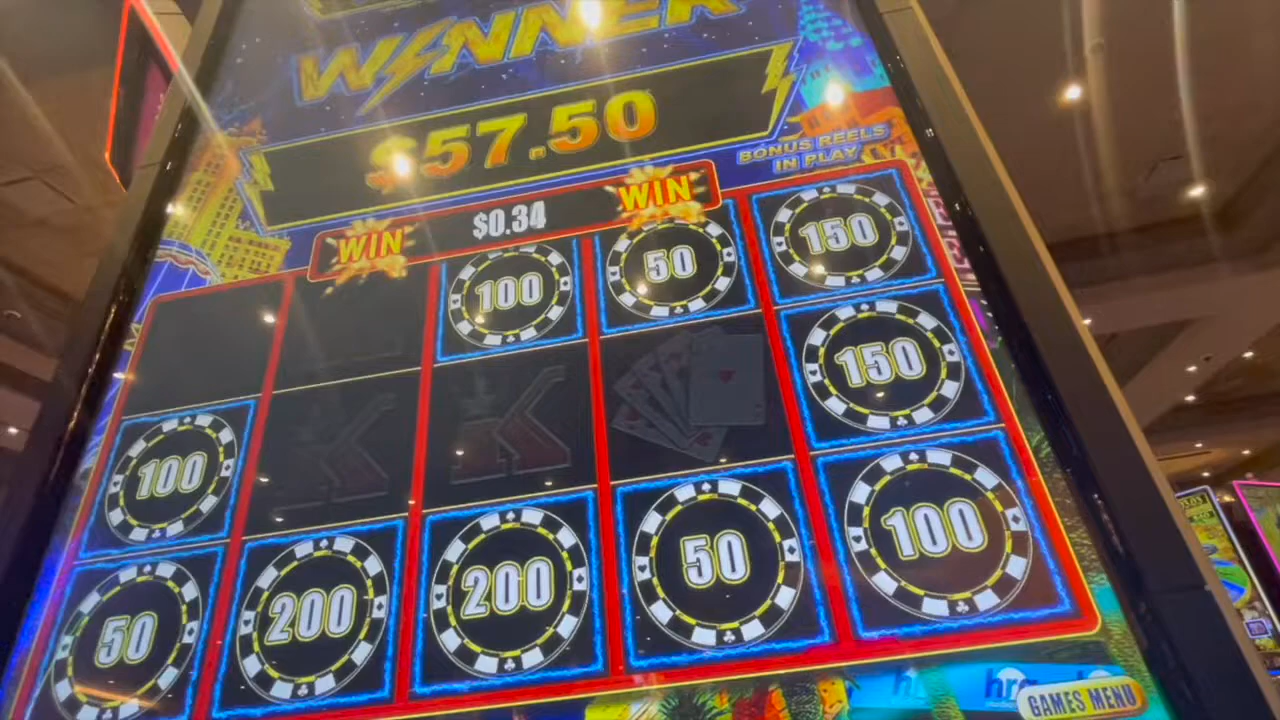 WINNER
$57.50
BONUS REELS
IN PLAY
WIN
$0.34
WIN
100
50
150
150
100
50
200
200
50
100
GAMES MENU